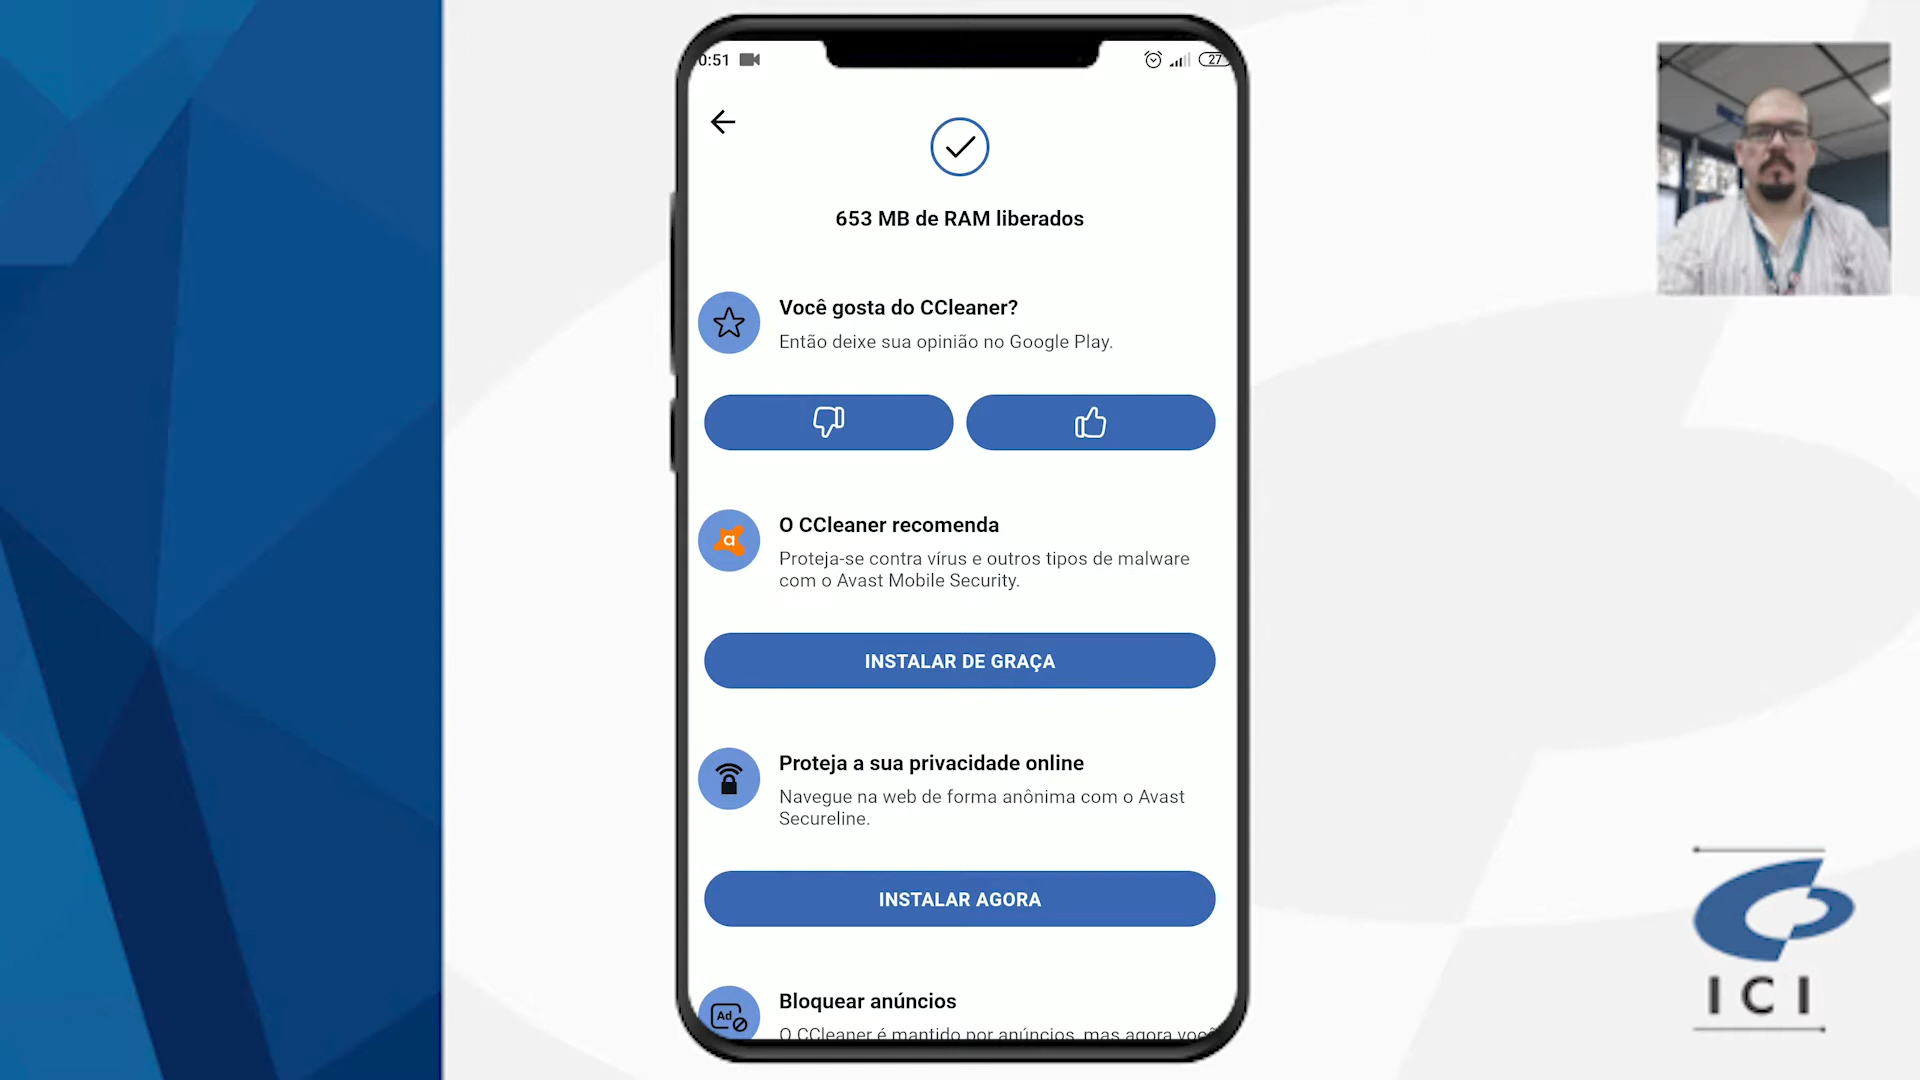 0:51
27
653 MB de RAM liberados
Você gosta do CCleaner?
Então deixe sua opinião no Google Play.
a
O CCleaner recomenda
Proteja-se contra vírus e outros tipos de malware
com o Avast Mobile Security.
INSTALAR DE GRAÇA
Proteja a sua privacidade online
Navegue na web de forma anônima com o Avast
Secureline.
INSTALAR AGORA
Ad
Bloquear anúncios
O CCleaner é mantido por anúncios, mas agora você
ICI